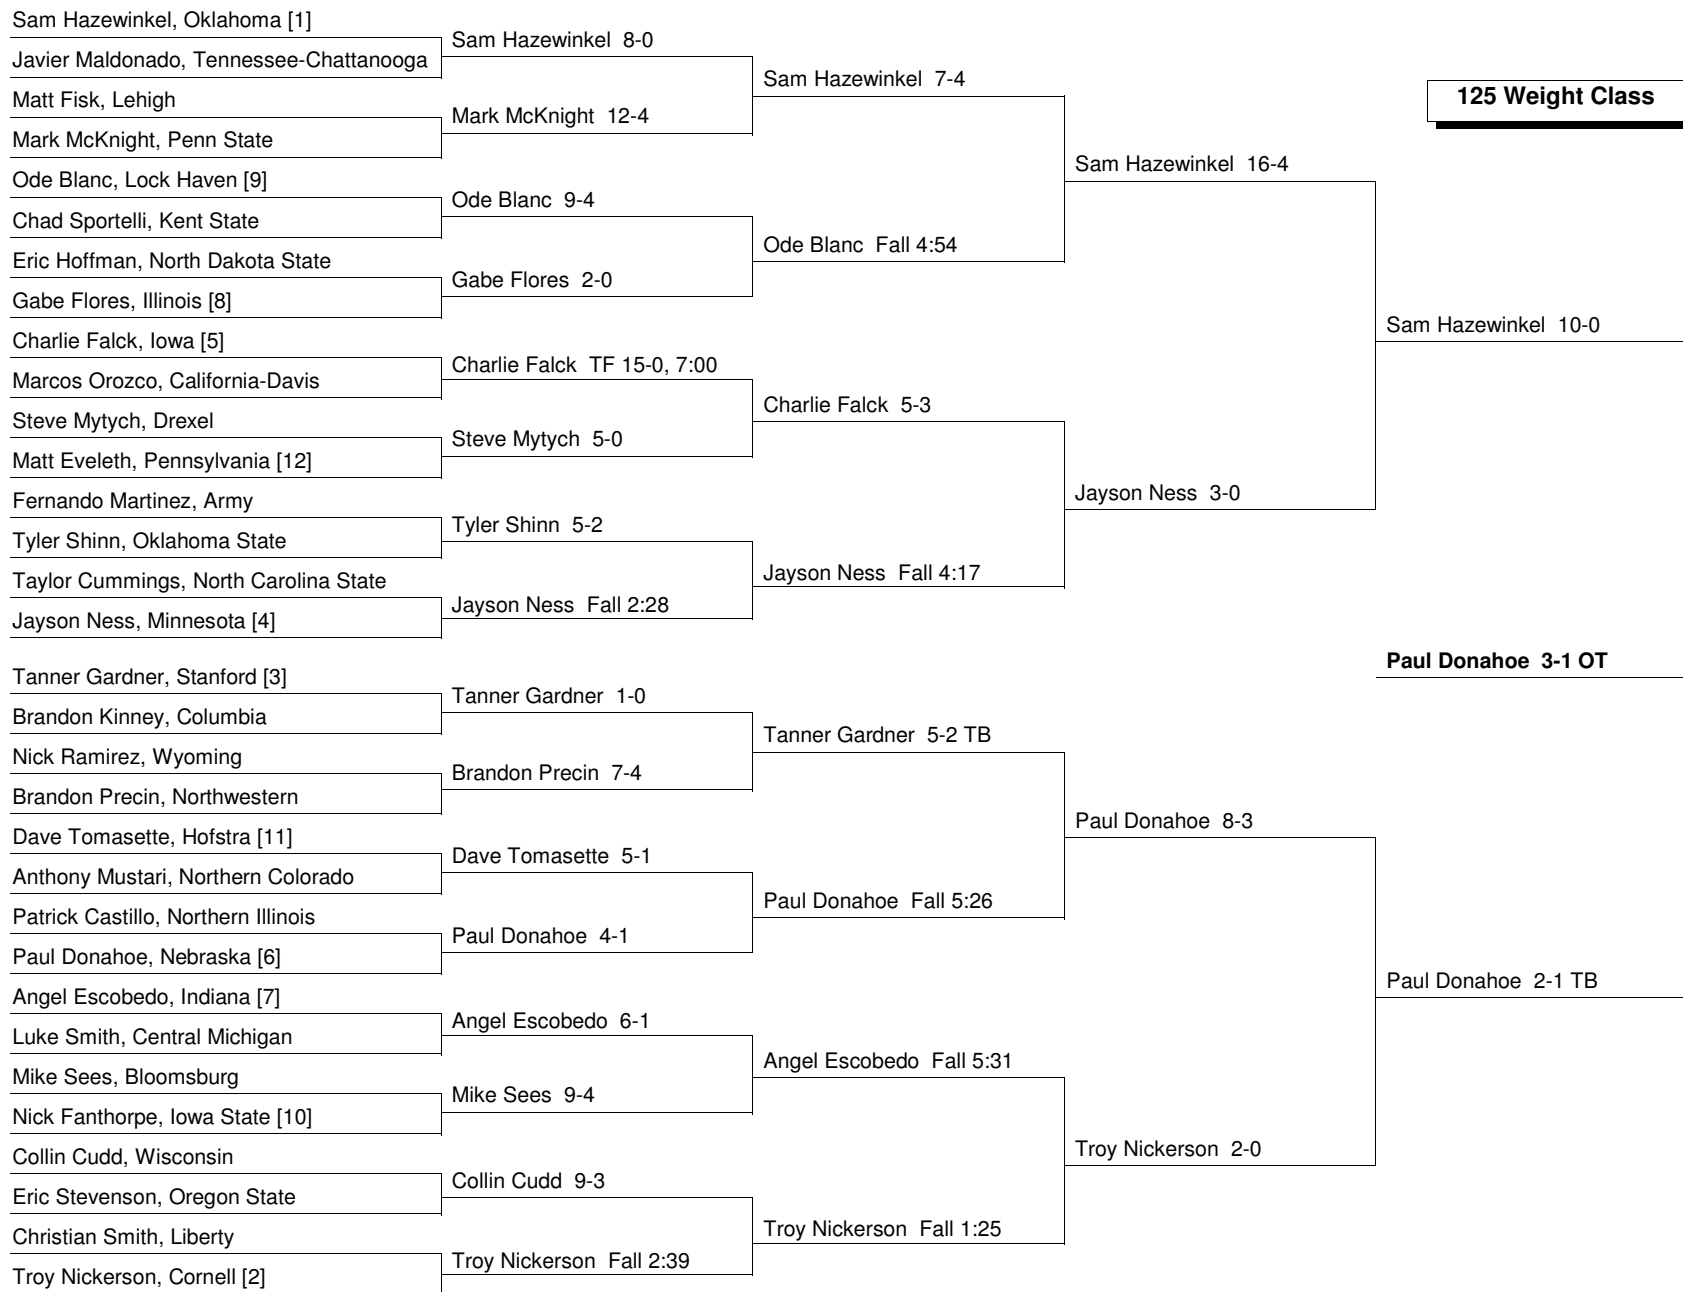 Sam Hazewinkel, Oklahoma [1]
Javier Maldonado, Tennessee-Chattanooga
Matt Fisk, Lehigh
Mark McKnight, Penn State
Ode Blanc, Lock Haven [9]
Chad Sportelli, Kent State
Eric Hoffman, North Dakota State
Gabe Flores, Illinois [8]
Charlie Falck, Iowa [5]
Marcos Orozco, California-Davis
Steve Mytych, Drexel
Matt Eveleth, Pennsylvania [12]
Fernando Martinez, Army
Tyler Shinn, Oklahoma State
Taylor Cummings, North Carolina State
Jayson Ness, Minnesota [4]
Tanner Gardner, Stanford [3]
Brandon Kinney, Columbia
Nick Ramirez, Wyoming
Brandon Precin, Northwestern
Dave Tomasette, Hofstra [11]
Anthony Mustari, Northern Colorado
Patrick Castillo, Northern Illinois
Paul Donahoe, Nebraska [6]
Angel Escobedo, Indiana [7]
Luke Smith, Central Michigan
Mike Sees, Bloomsburg
Nick Fanthorpe, Iowa State [10]
Collin Cudd, Wisconsin
Eric Stevenson, Oregon State
Christian Smith, Liberty
Troy Nickerson, Cornell [2]
Sam Hazewinkel 8-0
Mark McKnight 12-4
Ode Blanc 9-4
Gabe Flores 2-0
Charlie Falck TF 15-0, 7:00
Steve Mytych 5-0
Tyler Shinn 5-2
Jayson Ness Fall 2:28
Tanner Gardner 1-0
Brandon Precin 7-4
Dave Tomasette 5-1
Paul Donahoe 4-1
Angel Escobedo 6-1
Mike Sees 9-4
Collin Cudd 9-3
Troy Nickerson Fall 2:39
Sam Hazewinkel 7-4
Ode Blanc Fall 4:54
Charlie Falck 5-3
Jayson Ness Fall 4:17
Tanner Gardner 5-2 TB
Paul Donahoe Fall 5:26
Angel Escobedo Fall 5:31
Troy Nickerson Fall 1:25
Sam Hazewinkel 16-4
Jayson Ness 3-0
Paul Donahoe 8-3
Troy Nickerson 2-0
125 Weight Class
Sam Hazewinkel 10-0
Paul Donahoe 3-1 OT
Paul Donahoe 2-1 TB